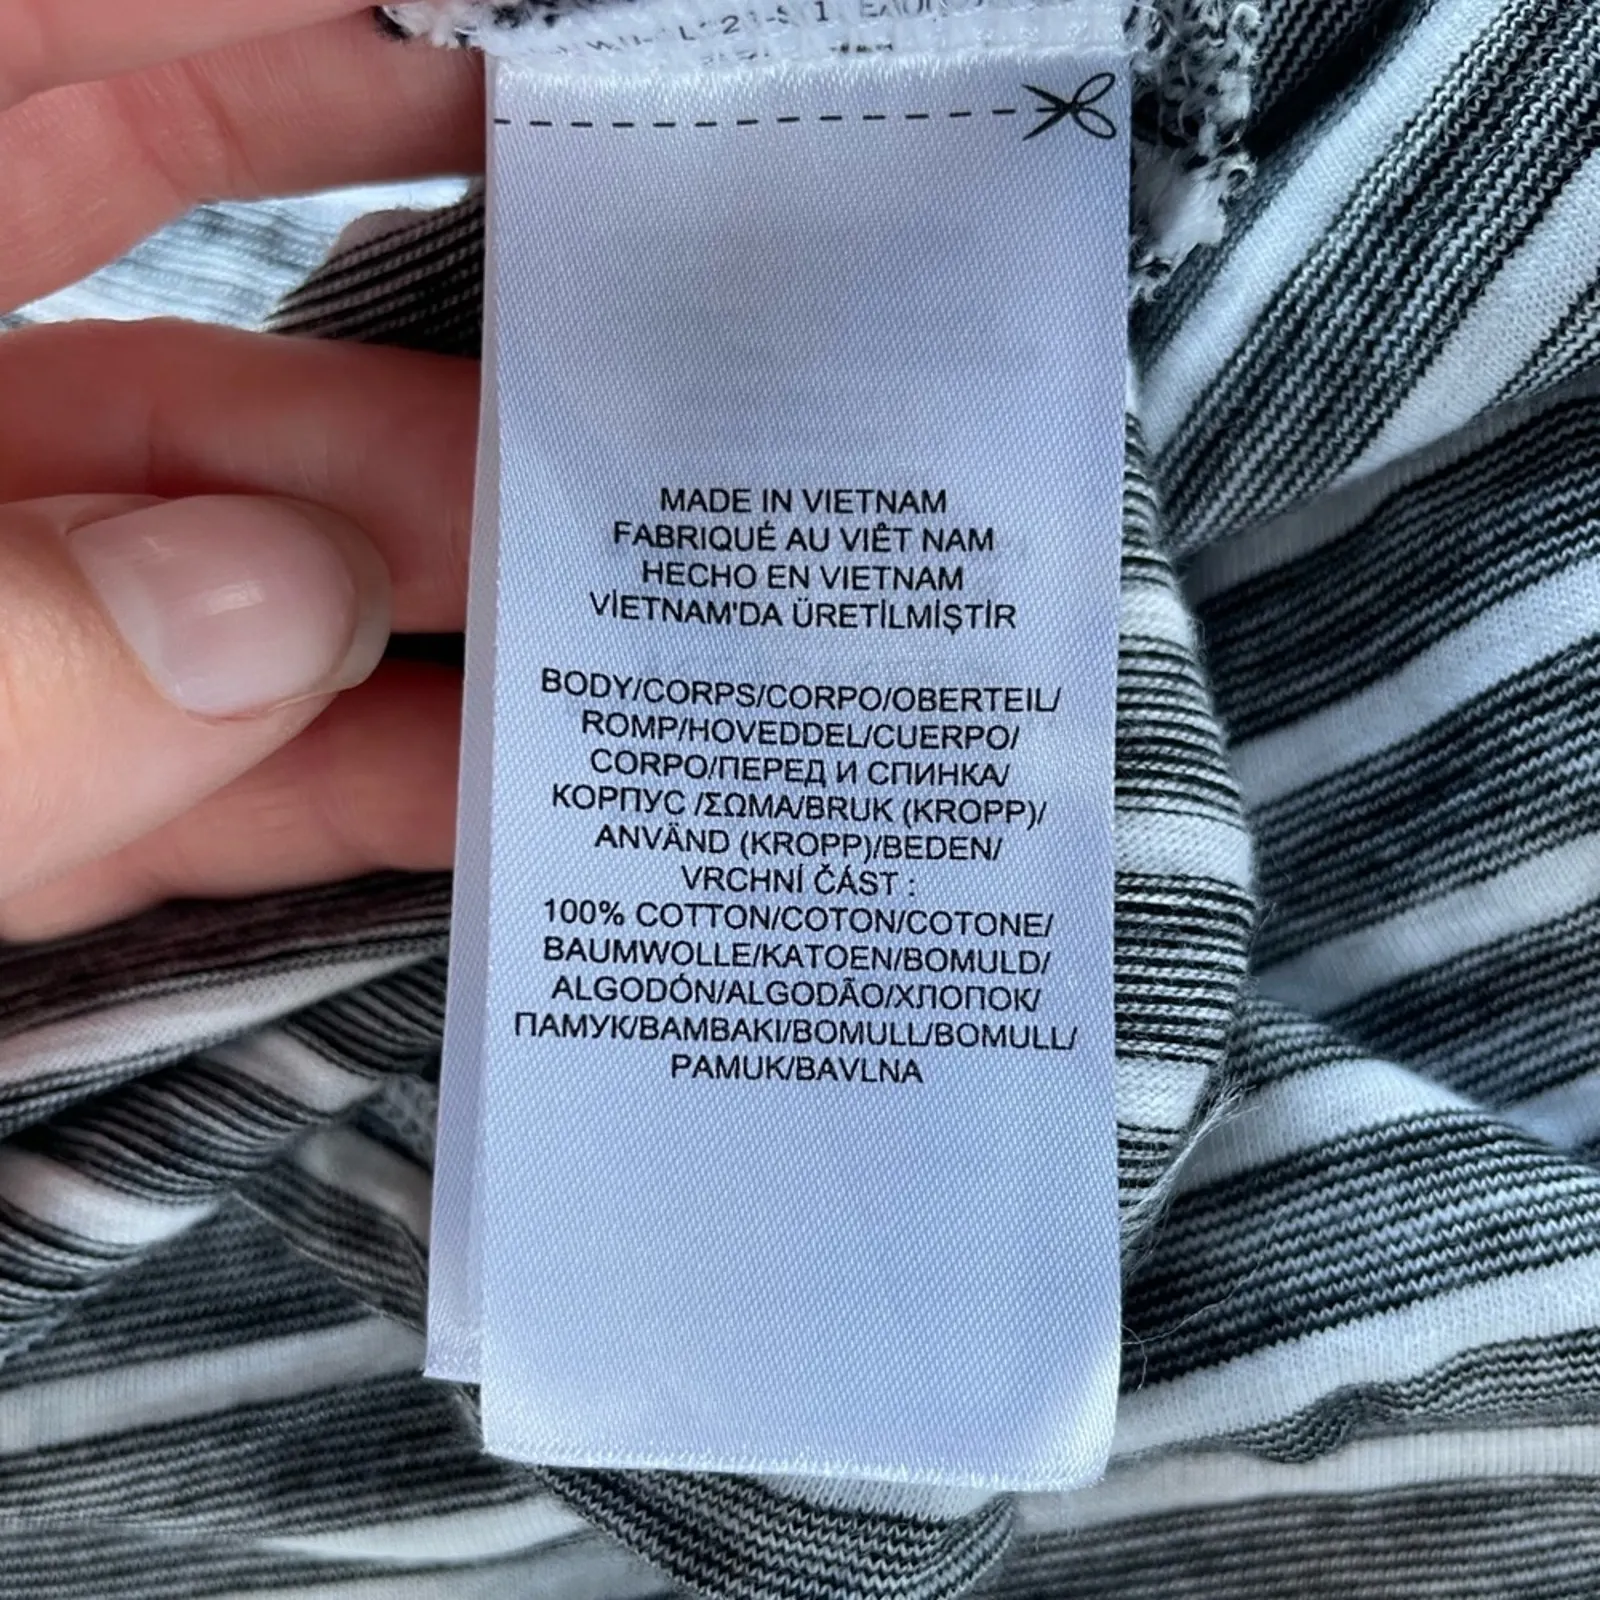 MADE IN VIETNAM
FABRIQUÉ AU VIÊT NAM
HECHO EN VIETNAM
VİETNAM'DA ÜRETİLMİŞTİR
BODY/CORPS/CORPO/OBERTEIL/
ROMP/HOVEDDEL/CUERPO/
CORPO/ПЕРЕД И СПИНКА/
КОРПУС /ΣΩΜΑ/BRUK (KROPP)/
ANVÄND (KROPP)/BEDEN/
VRCHNÍ ČÁST :
100% COTTON/COTON/COTONE/
BAUMWOLLE/KATOEN/BOMULD/
ALGODÓN/ALGODÃO/ХЛОПОК/
ПАМУК/BAMBAKI/BOMULL/BOMULL/
PAMUK/BAVLNA